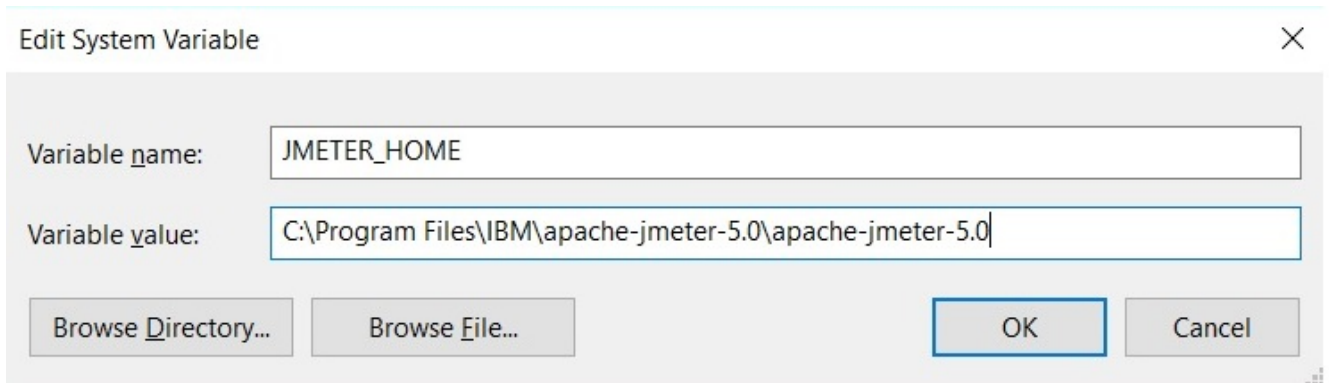 Edit System Variable
Variable name: JMETER_HOME
Variable value: C:\Program Files\IBM\apache-jmeter-5.0\apache-jmeter-5.0
Browse Directory... Browse File... OK Cancel